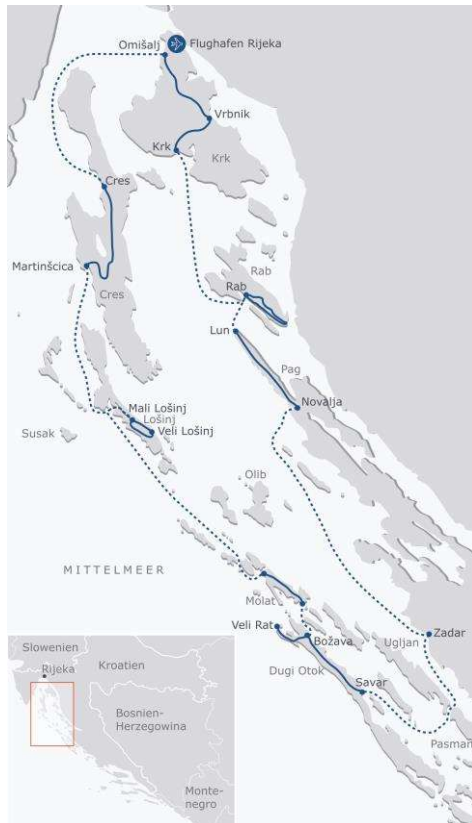 Omišalj
Flughafen Rijeka
Vrbnik
Krk
Krk
Cres
Martinšcica
Cres
Rab
Rab
Lun
Pag
Novalja
Mali Lošinj
Lošinj
Veli Lošinj
Susak
Olib
MITTELMEER
Molat
Veli Rat
Božava
Ugljan
Zadar
Dugi Otok
Savar
Pasman
Slowenien
Rijeka
Kroatien
Bosnien-
Herzegowina
Monte-
negro